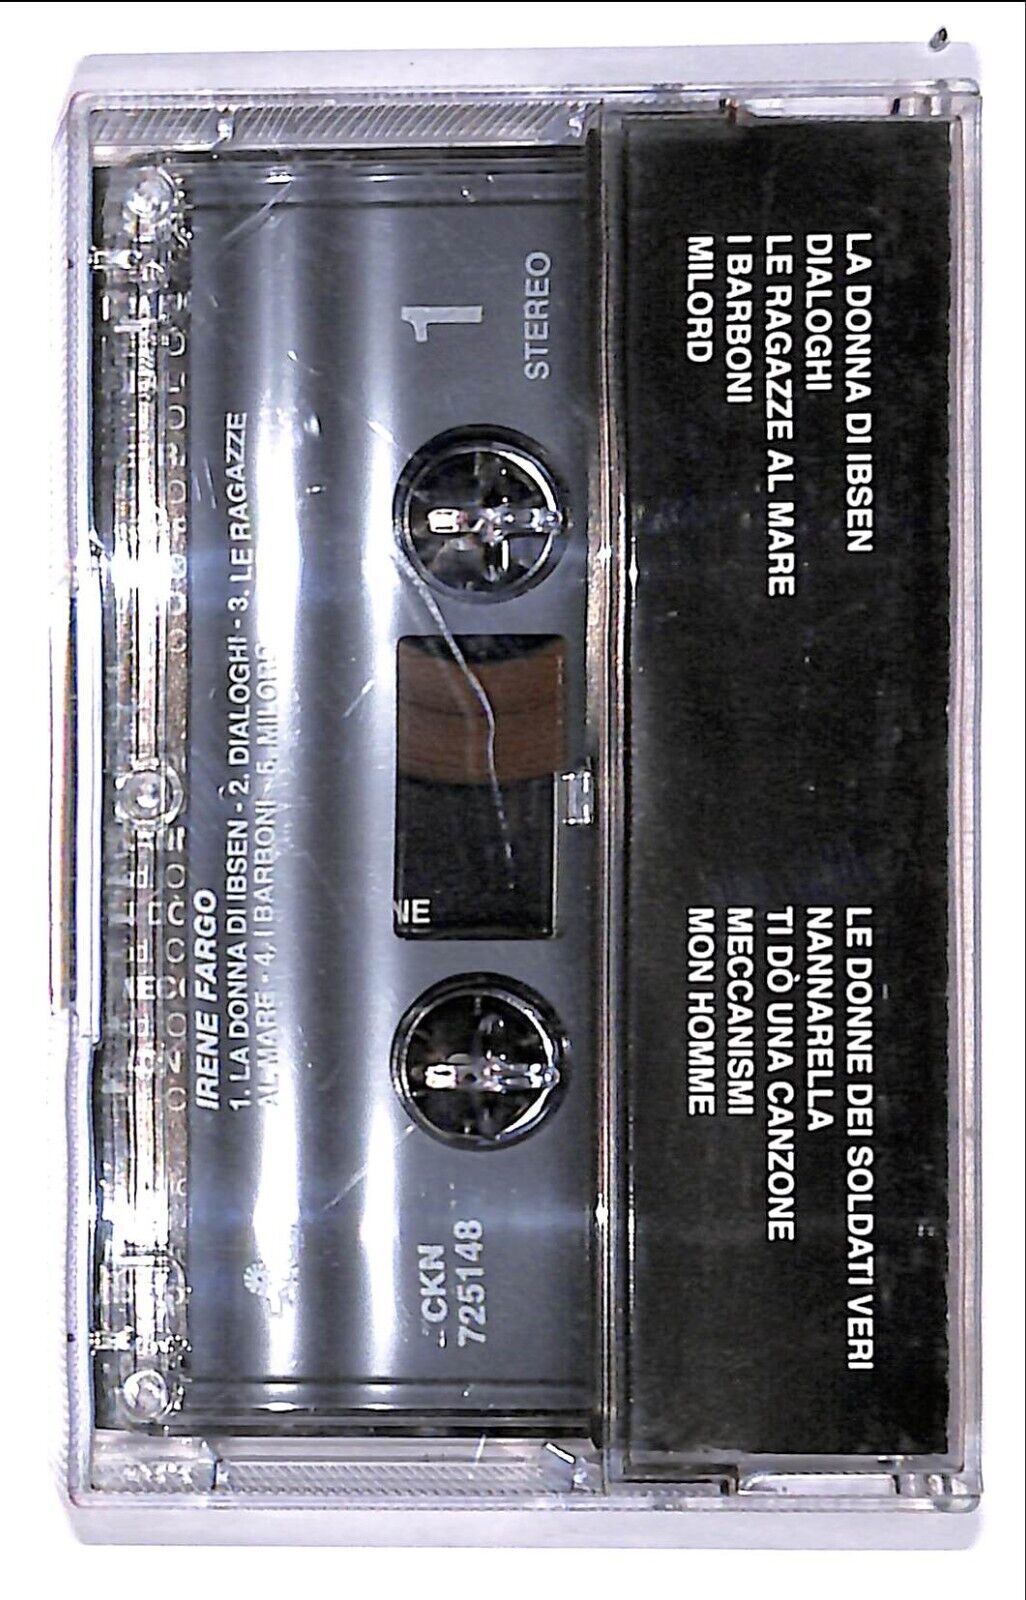 IRENE FARGO
1. LA DONNA DI IBSEN - 2. DIALOGHI - 3. LE RAGAZZE
AL MARE - 4. I BARBONI - 5. MILORD
1
STEREO
CKN
725148
NE
LA DONNA DI IBSEN
DIALOGHI
LE RAGAZZE AL MARE
I BARBONI
MILORD
LE DONNE DEI SOLDATI VERI
NANNARELLA
TI DÒ UNA CANZONE
MECCANISMI
MON HOMME